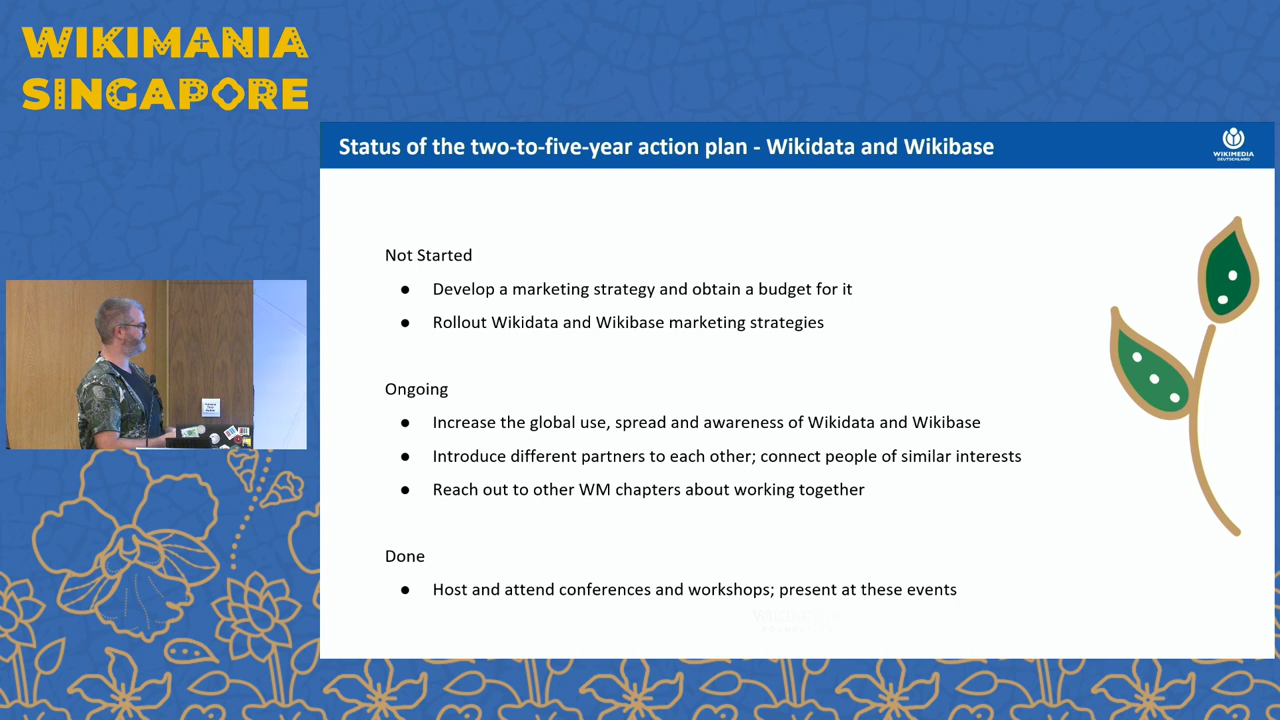 WIKIMANIA
SINGAPORE
Status of the two-to-five-year action plan - Wikidata and Wikibase
WIKIMEDIA
DEUTSCHLAND
Not Started
● Develop a marketing strategy and obtain a budget for it
● Rollout Wikidata and Wikibase marketing strategies
Ongoing
● Increase the global use, spread and awareness of Wikidata and Wikibase
● Introduce different partners to each other; connect people of similar interests
● Reach out to other WM chapters about working together
Done
● Host and attend conferences and workshops; present at these events